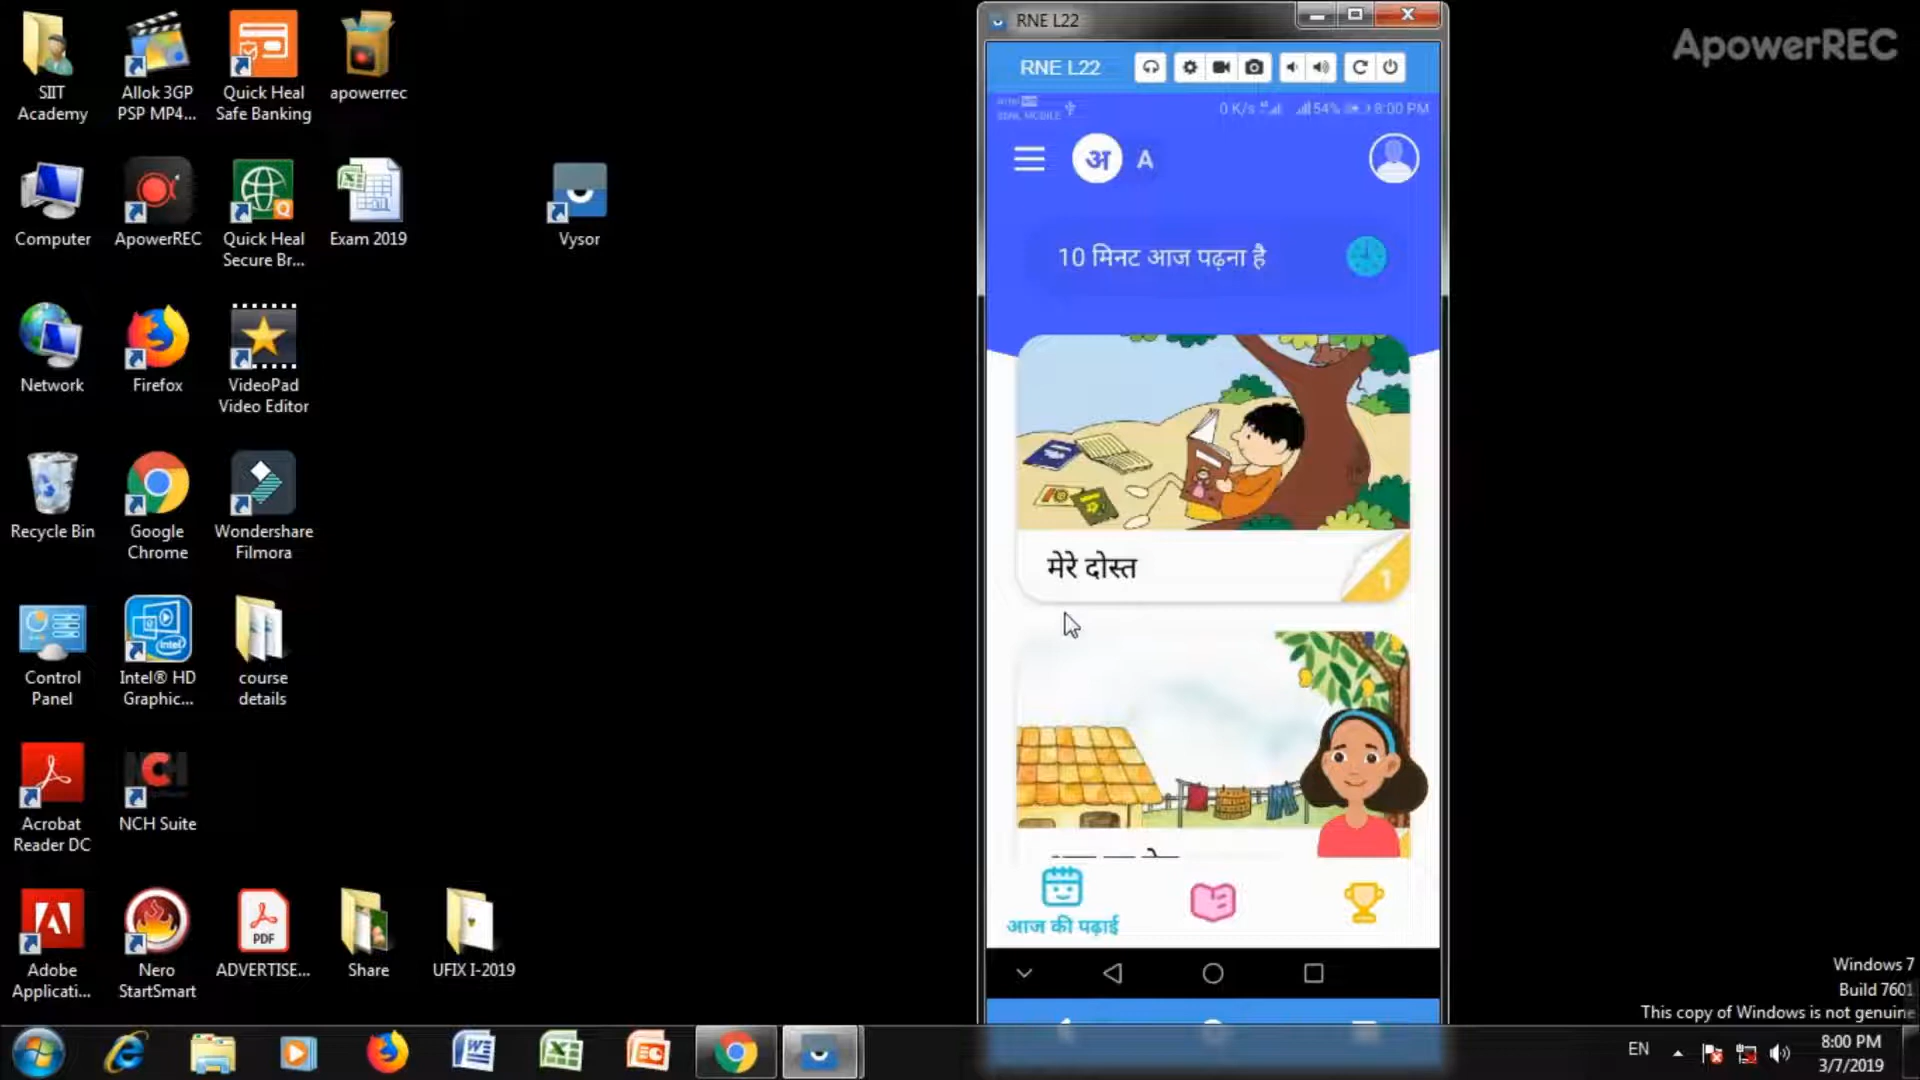 RNE L22
ApowerREC
RNE L22
0 K/s 54% 8:00 PM
अ A
10 मिनट आज पढ़ना है
मेरे दोस्त
1
आज की पढ़ाई
SIIT
Academy
Allok 3GP
PSP MP4...
Quick Heal
Safe Banking
apowerrec
Computer
ApowerREC
Quick Heal
Secure Br...
Exam 2019
Vysor
Network
Firefox
VideoPad
Video Editor
Recycle Bin
Google
Chrome
Wondershare
Filmora
Control
Panel
Intel® HD
Graphic...
course
details
Acrobat
Reader DC
NCH Suite
Adobe
Applicati...
Nero
StartSmart
PDF
ADVERTISE...
Share
UFIX I-2019
Windows 7
Build 7601
This copy of Windows is not genuine
EN
8:00 PM
3/7/2019